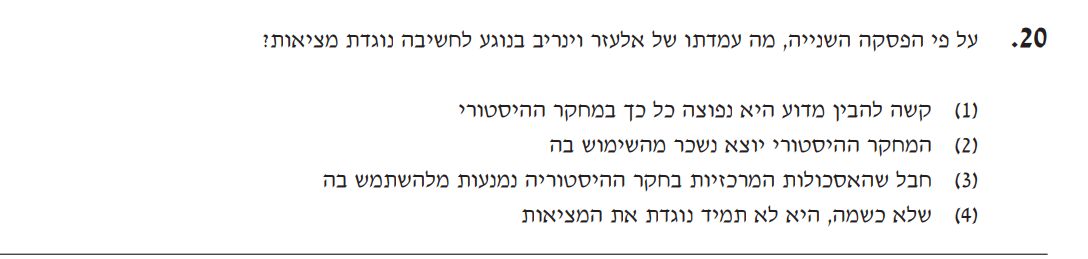 20. על פי הפסקה השנייה, מה עמדתו של אלעזר וינריב בנוגע לחשיבה נוגדת מציאות?
(1) קשה להבין מדוע היא נפוצה כל כך במחקר ההיסטורי
(2) המחקר ההיסטורי יוצא נשכר מהשימוש בה
(3) חבל שהאסכולות המרכזיות בחקר ההיסטוריה נמנעות מלהשתמש בה
(4) שלא כשמה, היא לא תמיד נוגדת את המציאות